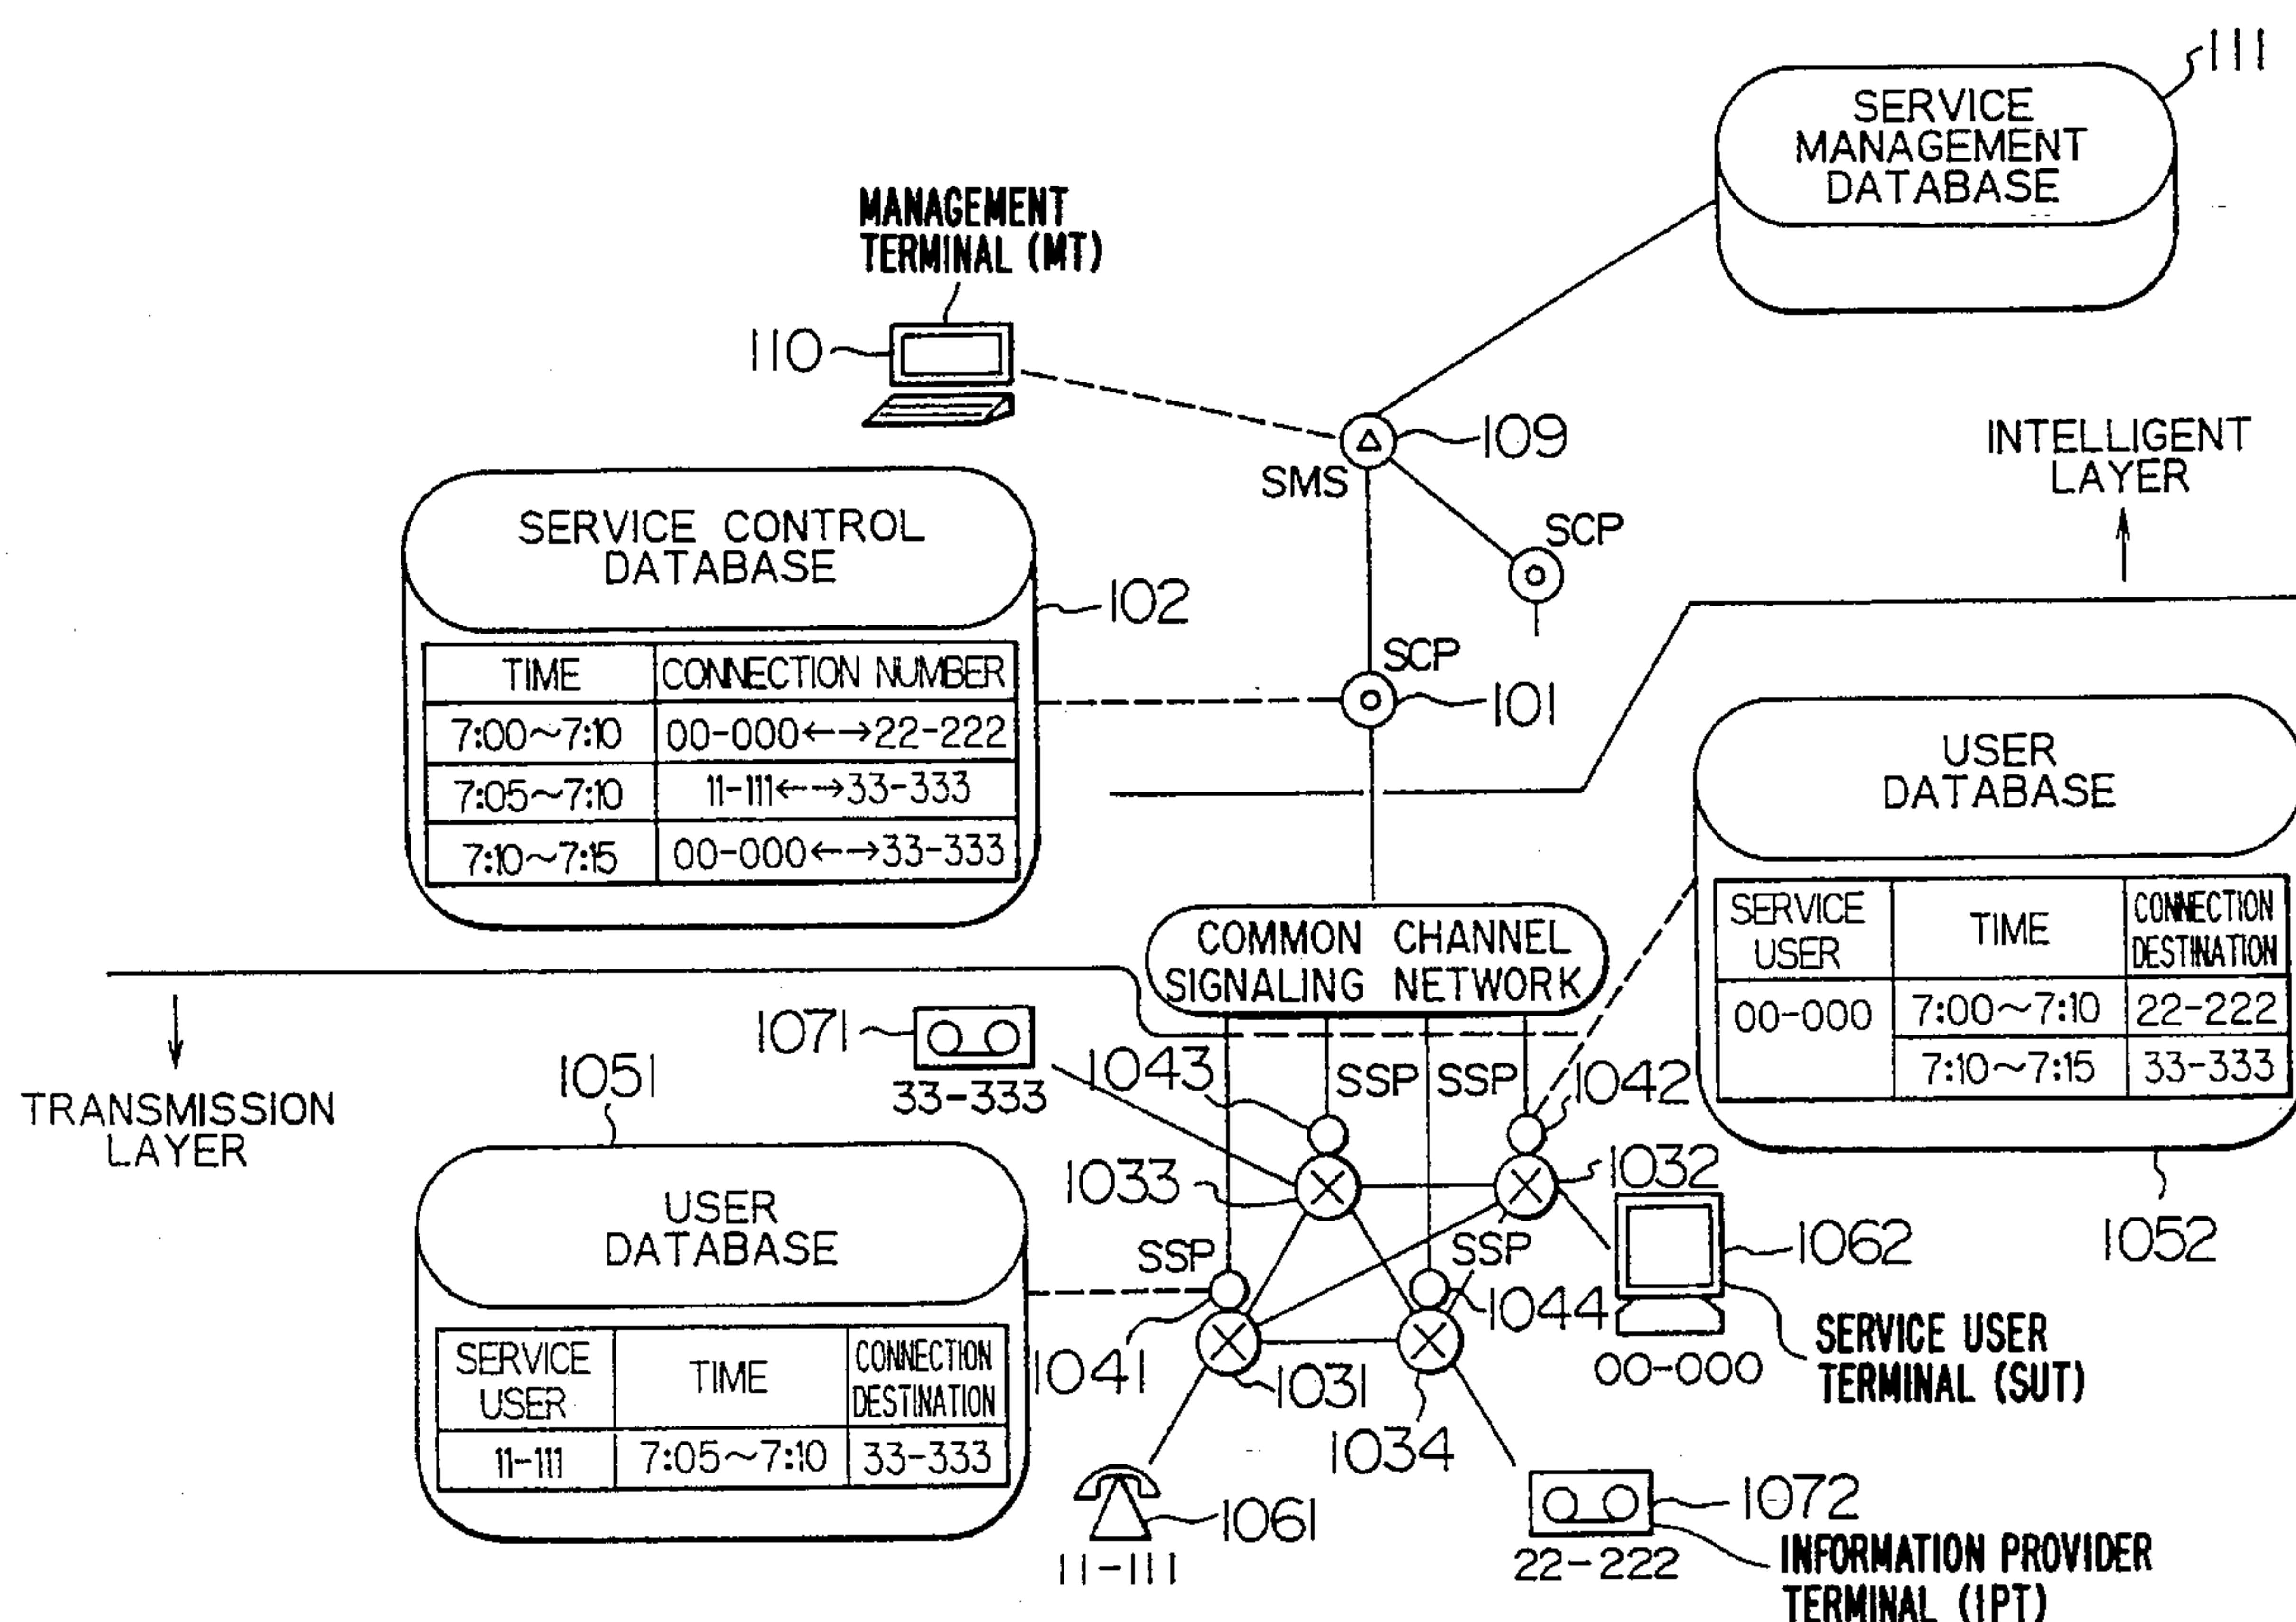 111
SERVICE
MANAGEMENT
DATABASE
MANAGEMENT
TERMINAL (MT)
110
109
SMS
INTELLIGENT
LAYER
SCP
SERVICE CONTROL
DATABASE
102
TIME CONNECTION NUMBER
7:00~7:10 00-000←→22-222
7:05~7:10 11-111←→33-333
7:10~7:15 00-000←→33-333
SCP
101
USER
DATABASE
SERVICE
USER
TIME
CONNECTION
DESTINATION
00-000 7:00~7:10 22-222
7:10~7:15 33-333
1052
COMMON CHANNEL
SIGNALING NETWORK
TRANSMISSION
LAYER
1071
33-333
1043
SSP
SSP
1042
1051
USER
DATABASE
SERVICE
USER
TIME
CONNECTION
DESTINATION
11-111 7:05~7:10 33-333
1033
1032
SSP
SSP
1062
1041
1031
1044
1034
00-000
SERVICE USER
TERMINAL (SUT)
1061
11-111
1072
22-222
INFORMATION PROVIDER
TERMINAL (IPT)